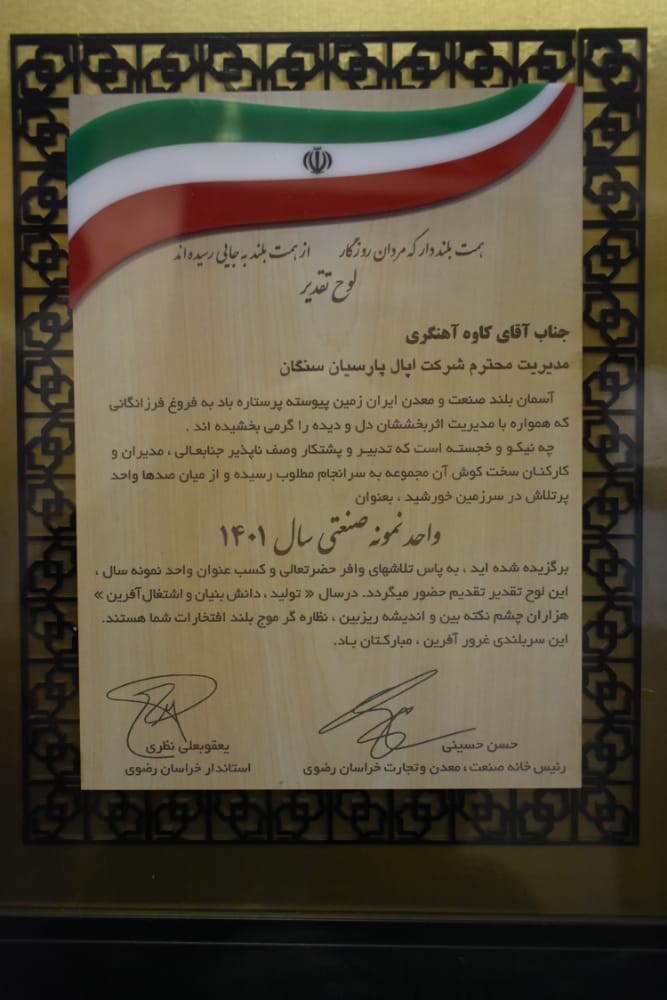 همت بلند دار که مردان روزگار از همت بلند به جایی رسیده اند
لوح تقدیر
جناب آقای کاوه آهنگری
مدیریت محترم شرکت اپال پارسیان سنگان
آسمان بلند صنعت و معدن ایران زمین پیوسته پرستاره باد به فروغ فرزانگانی
که همواره با مدیریت اثربخششان دل و دیده را گرمی بخشیده اند .
چه نیکو و خجسته است که تدبیر و پشتکار وصف ناپذیر جنابعالی ، مدیران و
کارکنان سخت کوش آن مجموعه به سرانجام مطلوب رسیده و از میان صدها واحد
پرتلاش در سرزمین خورشید ، بعنوان
واحد نمونه صنعتی سال ۱۴۰۱
برگزیده شده اید ، به پاس تلاشهای وافر حضرتعالی و کسب عنوان واحد نمونه سال ،
این لوح تقدیر تقدیم حضور میگردد. درسال « تولید ، دانش بنیان و اشتغال آفرین »
هزاران چشم نکته بین و اندیشه ریزبین ، نظاره گر موج بلند افتخارات شما هستند.
این سربلندی غرور آفرین ، مبارکتان باد.
حسن حسینی
رئیس خانه صنعت ، معدن وتجارت خراسان رضوی
یعقوبعلی نظری
استاندار خراسان رضوی